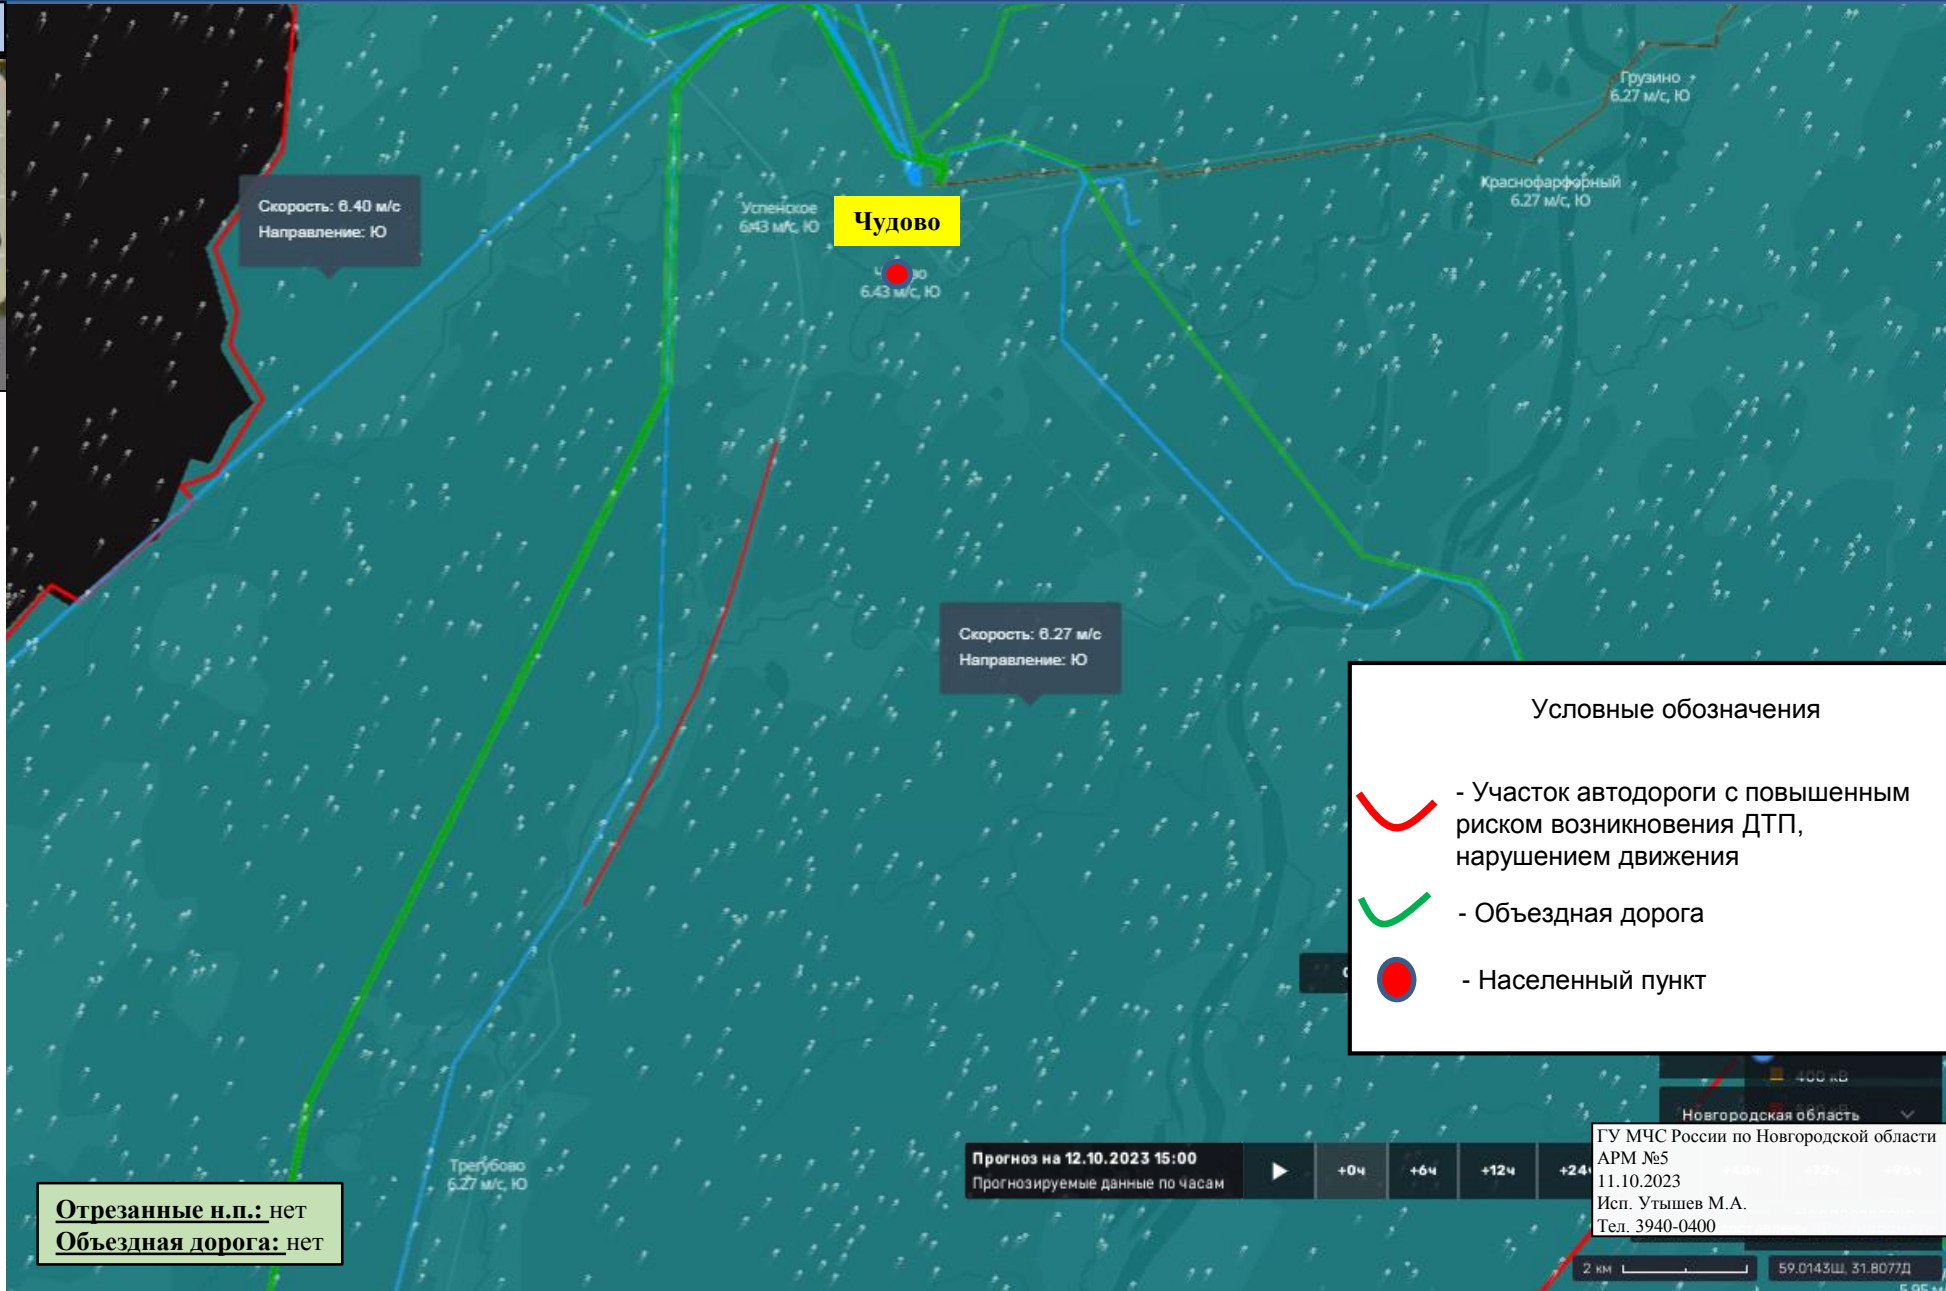 Грузино
6.27 м/с, Ю
Краснофарфорный
6.27 м/с, Ю
Скорость: 6.40 м/с
Направление: Ю
Успенское
6.43 м/с, Ю
Чудово
6.43 м/с, Ю
Скорость: 6.27 м/с
Направление: Ю
Условные обозначения
- Участок автодороги с повышенным
риском возникновения ДТП,
нарушением движения
- Объездная дорога
- Населенный пункт
400 кВ
Новгородская область
ГУ МЧС России по Новгородской области
АРМ №5
11.10.2023
Исп. Утышев М.А.
Тел. 3940-0400
Прогноз на 12.10.2023 15:00
Прогнозируемые данные по часам
+0ч +6ч +12ч +24ч
Трегубово
6.27 м/с, Ю
Отрезанные н.п.: нет
Объездная дорога: нет
2 км
59.0143Ш, 31.8077Д